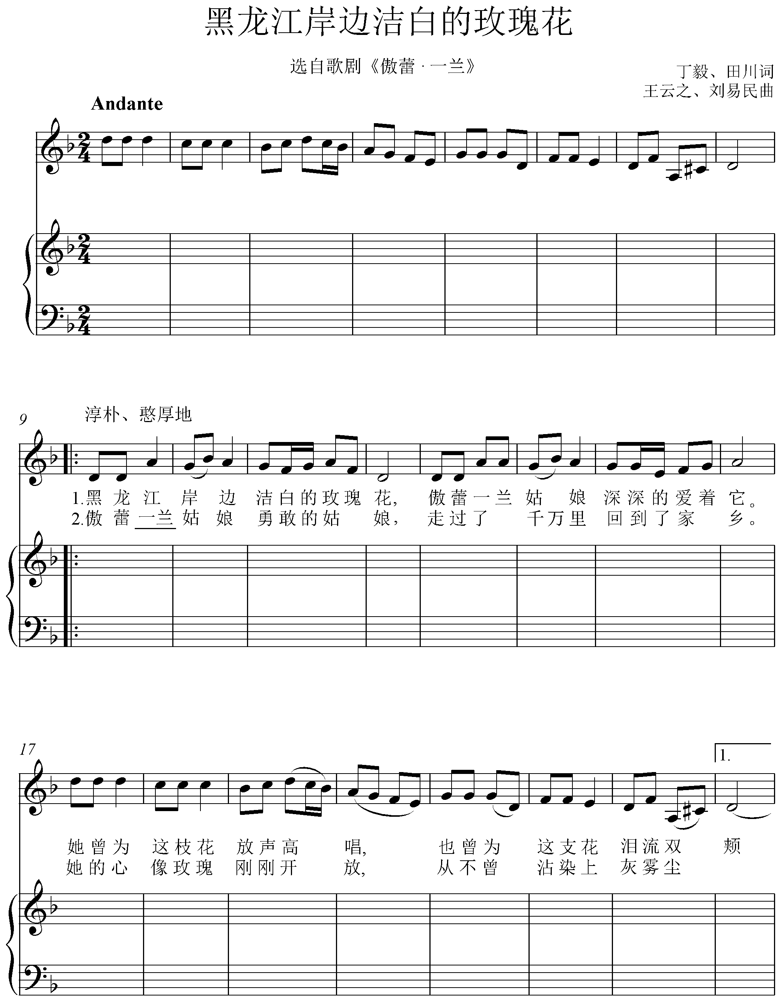 黑龙江岸边洁白的玫瑰花
选自歌剧《傲蕾·一兰》
丁毅、田川词
王云之、刘易民曲
Andante
2/4
2/4
2/4
9
淳朴、憨厚地
1.黑 龙 江 岸 边 洁 白 的 玫 瑰 花, 傲 蕾 一 兰 姑 娘 深 深 的 爱 着 它。
2.傲 蕾 一兰 姑 娘 勇 敢 的 姑 娘, 走 过 了 千 万 里 回 到 了 家 乡。
17
1.
她 曾 为 这 枝 花 放 声 高 唱, 也 曾 为 这 支 花 泪 流 双 颊
她 的 心 像 玫 瑰 刚 刚 开 放, 从 不 曾 沾 染 上 灰 雾 尘